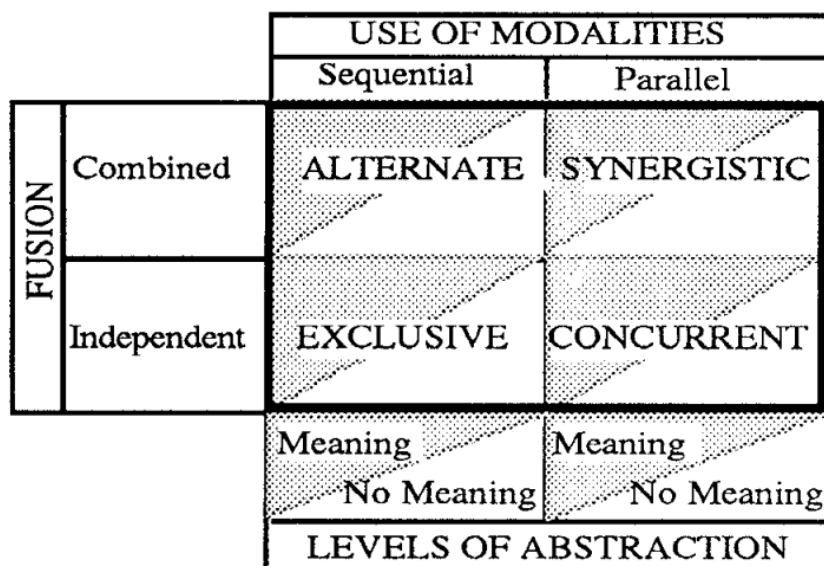 USE OF MODALITIES
Sequential Parallel
FUSION
Combined ALTERNATE SYNERGISTIC
Independent EXCLUSIVE CONCURRENT
Meaning Meaning
No Meaning No Meaning
LEVELS OF ABSTRACTION